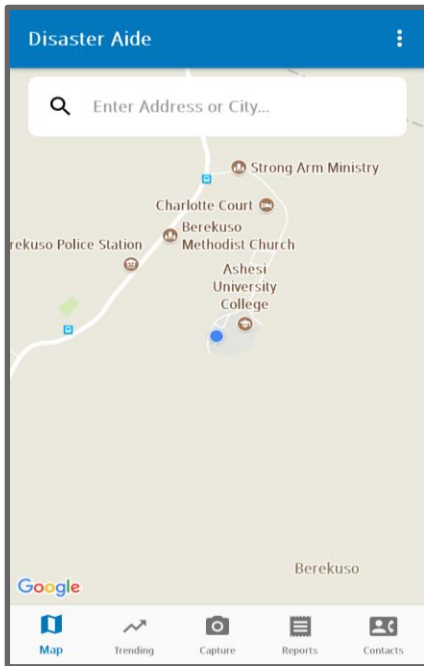 Disaster Aide
Enter Address or City...
Strong Arm Ministry
Charlotte Court
Berekuso
Methodist Church
rekuso Police Station
Ashesi
University
College
Berekuso
Google
Map
Trending
Capture
Reports
Contacts